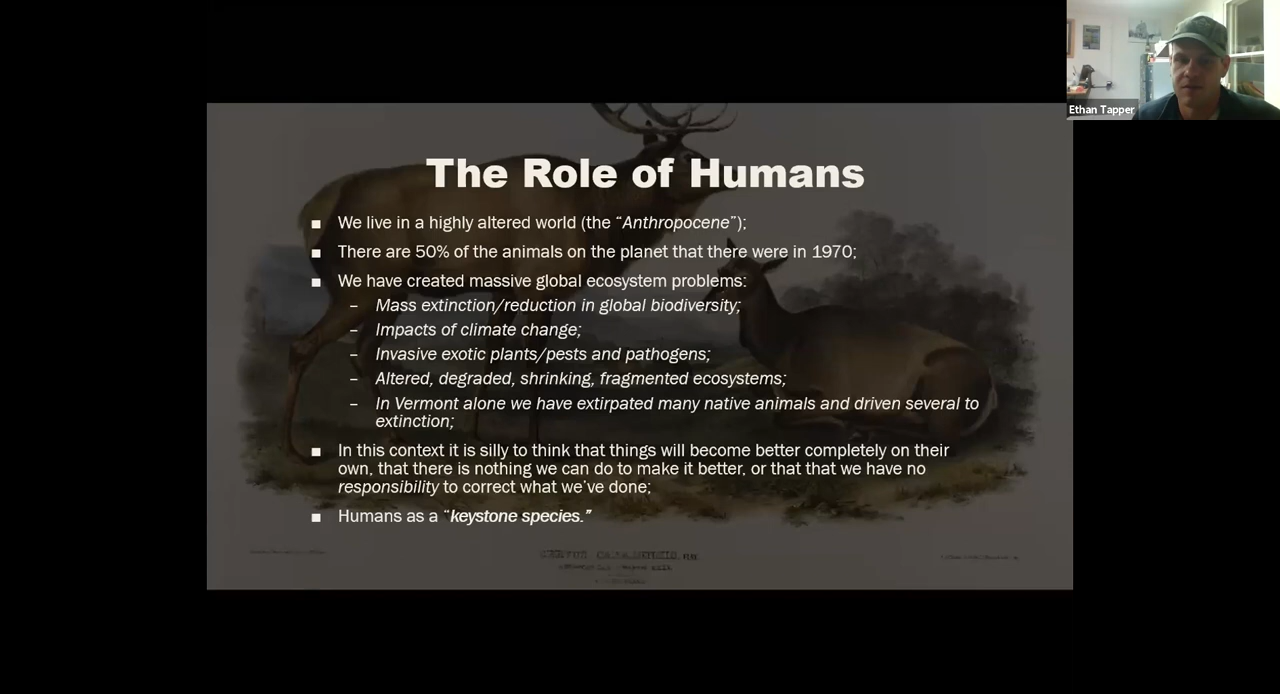 Ethan Tapper
The Role of Humans
■ We live in a highly altered world (the “Anthropocene”);
■ There are 50% of the animals on the planet that there were in 1970;
■ We have created massive global ecosystem problems:
– Mass extinction/reduction in global biodiversity;
– Impacts of climate change;
– Invasive exotic plants/pests and pathogens;
– Altered, degraded, shrinking, fragmented ecosystems;
– In Vermont alone we have extirpated many native animals and driven several to
extinction;
■ In this context it is silly to think that things will become better completely on their
own, that there is nothing we can do to make it better, or that that we have no
responsibility to correct what we’ve done;
■ Humans as a “keystone species.”